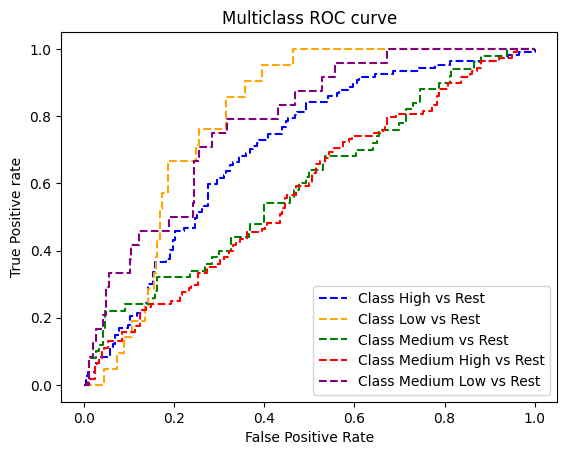 Multiclass ROC curve
True Positive rate
1.0
0.8
0.6
0.4
0.2
0.0
Class High vs Rest
Class Low vs Rest
Class Medium vs Rest
Class Medium High vs Rest
Class Medium Low vs Rest
0.0 0.2 0.4 0.6 0.8 1.0
False Positive Rate